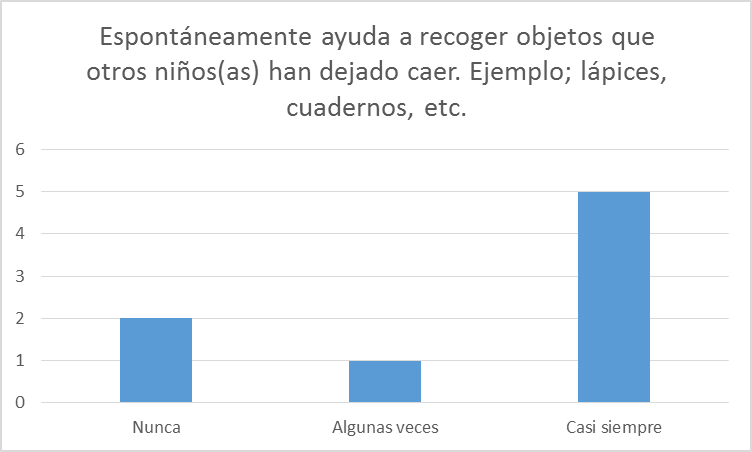 Espontáneamente ayuda a recoger objetos que
otros niños(as) han dejado caer. Ejemplo; lápices,
cuadernos, etc.
6
5
4
3
2
1
0
Nunca
Algunas veces
Casi siempre